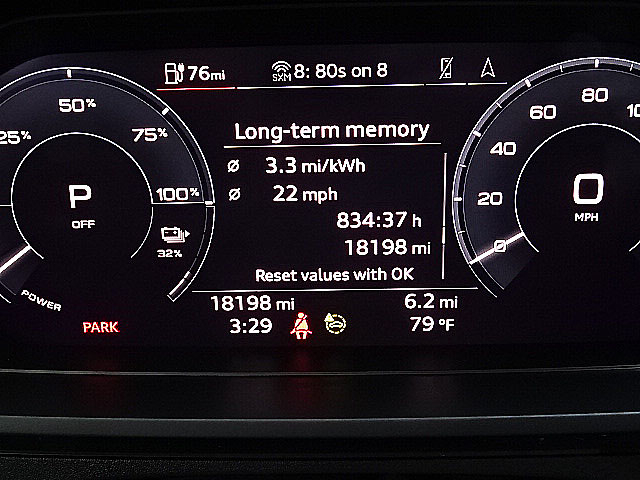 76mi
SXM 8: 80s on 8
50%
25%
75%
100%
P
OFF
32%
POWER
Long-term memory
Ø 3.3 mi/kWh
Ø 22 mph
834:37 h
18198 mi
Reset values with OK
80
60
10
40
20
0
0
MPH
18198 mi 6.2 mi
PARK 3:29 79 °F